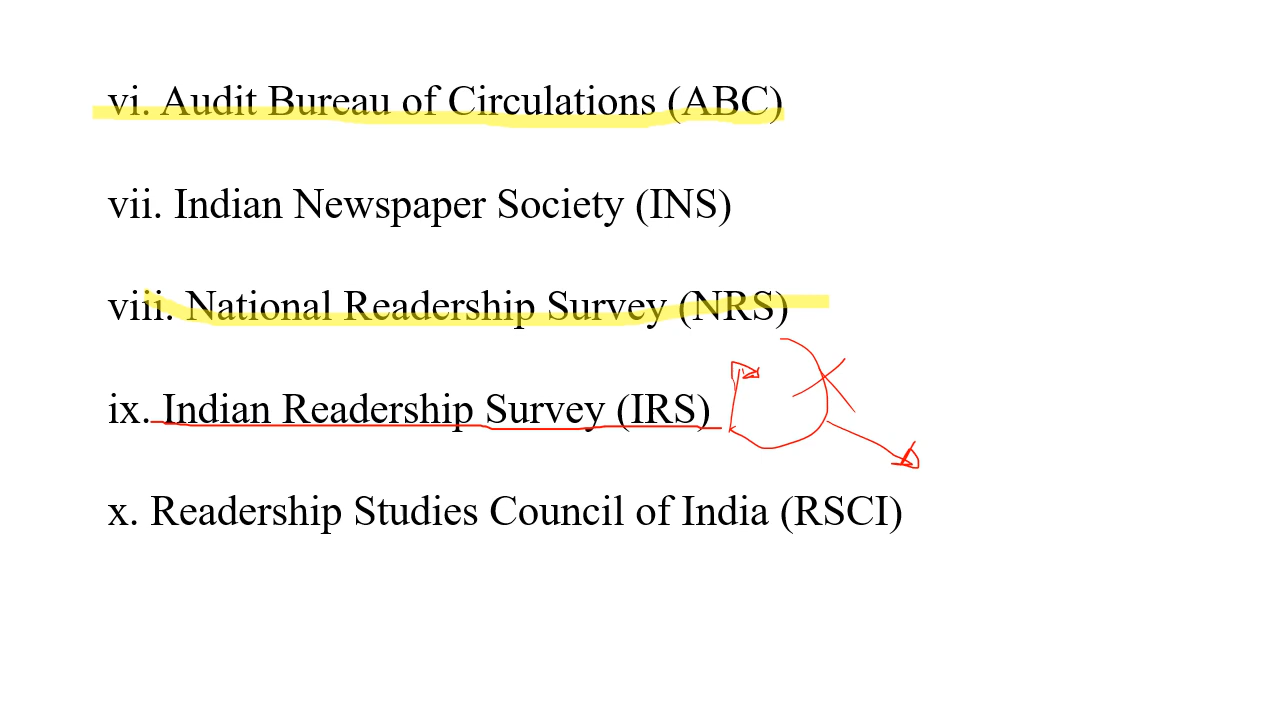 vi. Audit Bureau of Circulations (ABC)
vii. Indian Newspaper Society (INS)
viii. National Readership Survey (NRS)
ix. Indian Readership Survey (IRS)
x. Readership Studies Council of India (RSCI)